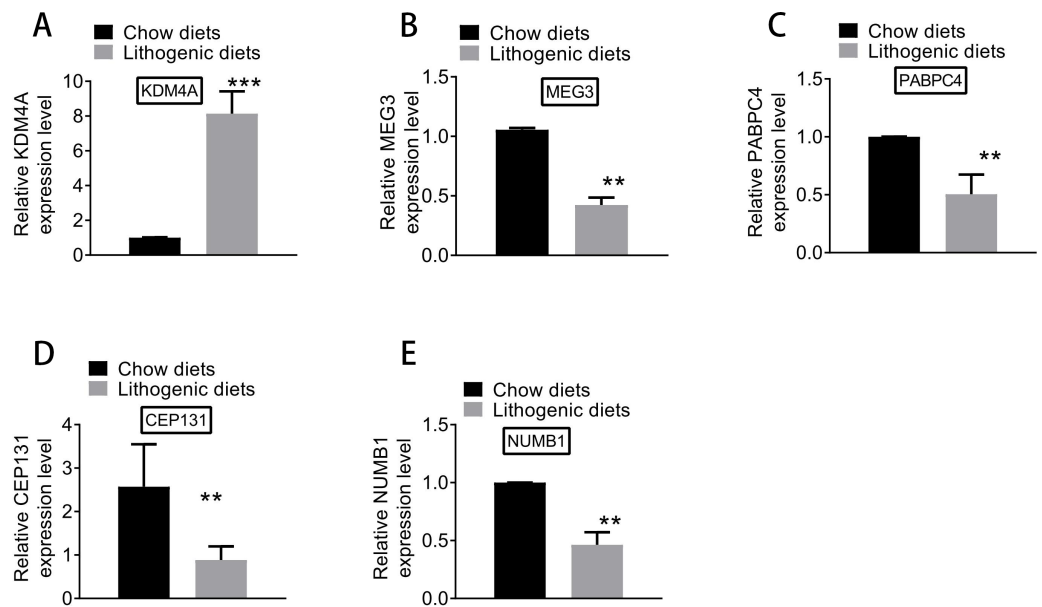 A
Chow diets
Lithogenic diets
KDM4A
***
Relative KDM4A
expression level
10
8
6
4
2
0
B
Chow diets
Lithogenic diets
MEG3
**
Relative MEG3
expression level
1.5
1.0
0.5
0.0
C
Chow diets
Lithogenic diets
PABPC4
**
Relative PABPC4
expression level
1.5
1.0
0.5
0.0
D
Chow diets
Lithogenic diets
CEP131
**
Relative CEP131
expression level
4
3
2
1
0
E
Chow diets
Lithogenic diets
NUMB1
**
Relative NUMB1
expression level
1.5
1.0
0.5
0.0